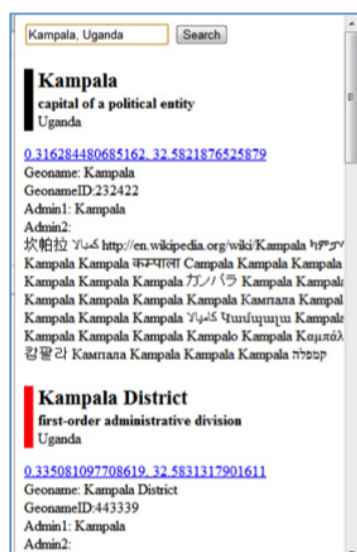 Kampala, Uganda Search
Kampala
capital of a political entity
Uganda
0.316284480685162, 32.5821876525879
Geoname: Kampala
GeonameID:232422
Admin1: Kampala
Admin2:
坎帕拉 كمپالا http://en.wikipedia.org/wiki/Kampala ካምፓላ
Kampala Kampala कम्पाला Campala Kampala Kampala
Kampala Kampala Kampala カンパラ Kampala Kampala
Kampala Kampala Kampala Kampala Кампала Kampal
Kampala Kampala Kampala كامپالا Կամպալա Kampala
Kampala Kampala Kampala Kampalo Kampala Καμπάλ
캄팔라 Кампала Kampala Kampala Kampala קמפלה
Kampala District
first-order administrative division
Uganda
0.335081097708619, 32.5831317901611
Geoname: Kampala District
GeonameID:443339
Admin1: Kampala
Admin2: